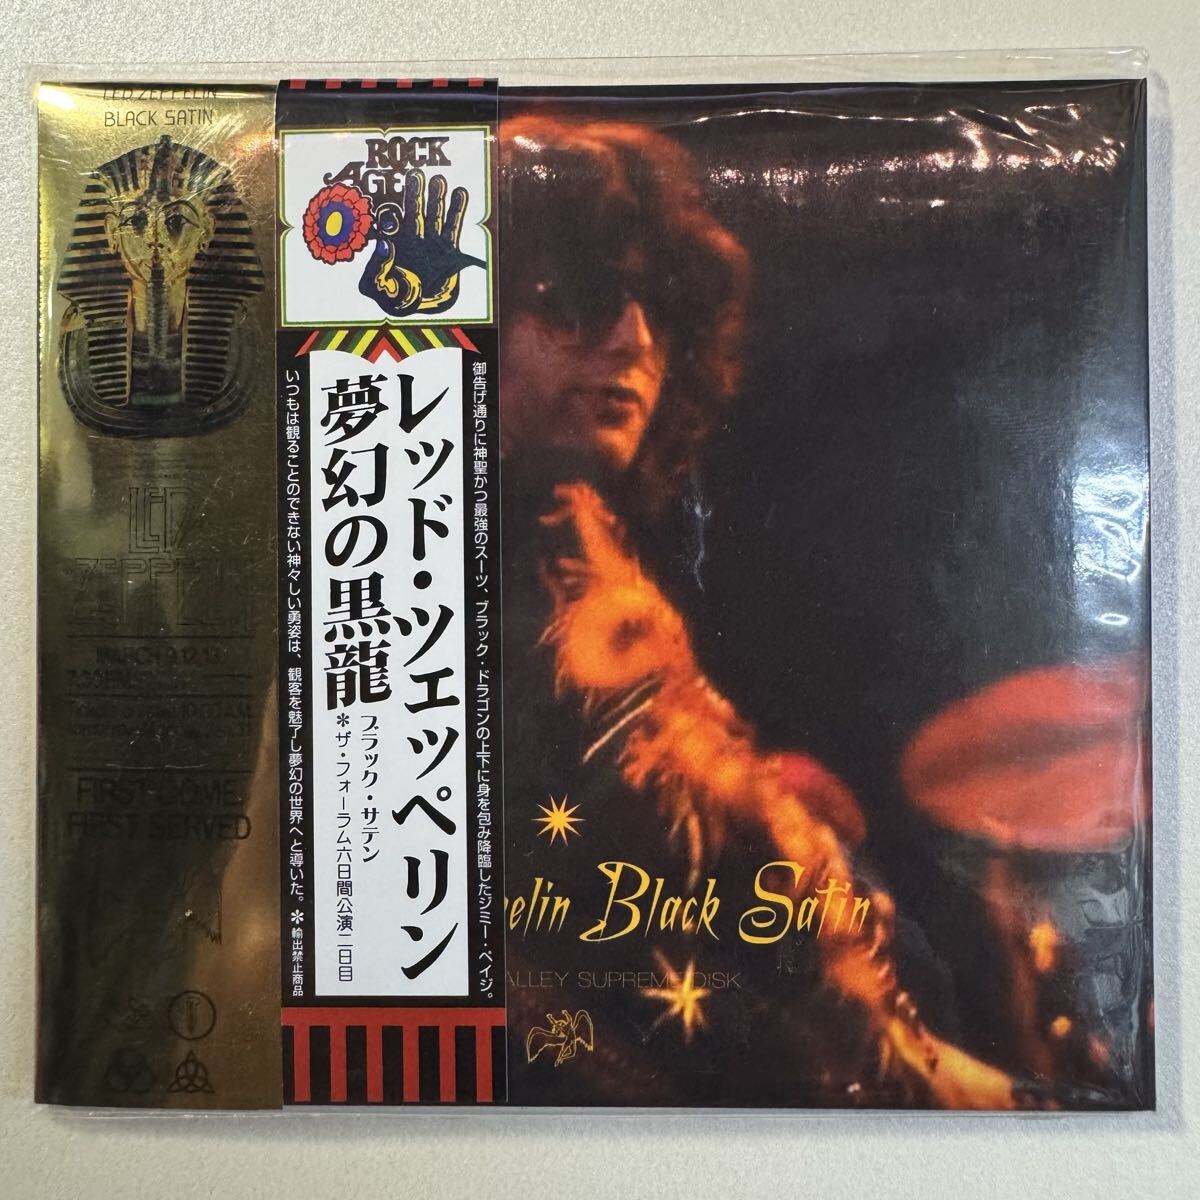 LED ZEPPELIN
BLACK SATIN
LED
ZEPPELIN
MARCH 9,12,13
FIRST COME
FIRST SERVED
ROCK
AGE
御告げ通りに神聖かつ最強のスーツ、ブラック・ドラゴンの上下に身を包み降臨したジミー・ペイジ。
レッド・ツェッペリン
夢幻の黒龍
ブラック・サテン
＊ザ・フォーラム六日間公演二日目
いつもは観ることのできない神々しい勇姿は、観客を魅了し夢幻の世界へと導いた。＊輸出禁止商品
elin Black Satin
ALLEY SUPREME DISK